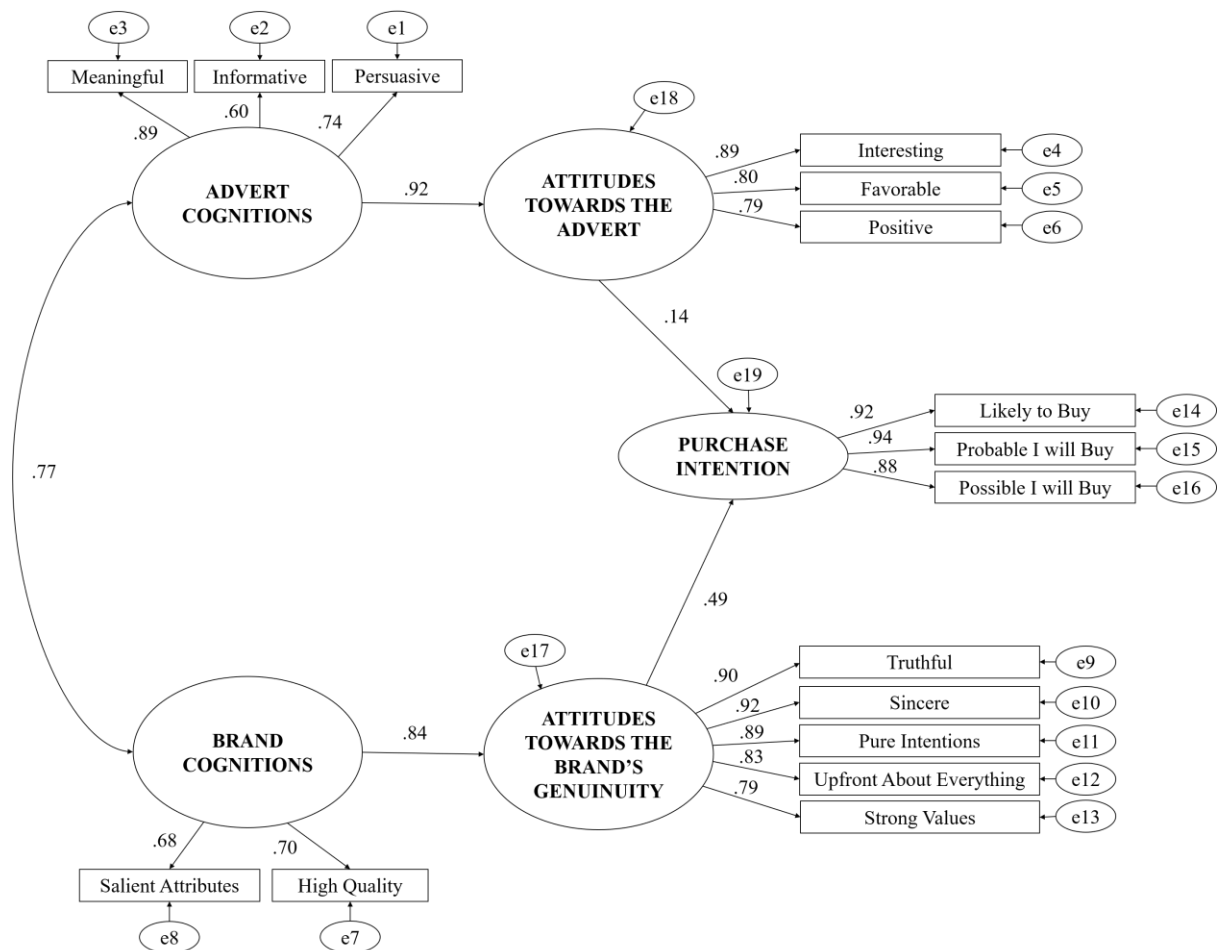 e3
e2
e1
Meaningful
Informative
Persuasive
.89
.60
.74
e18
ADVERT
COGNITIONS
.92
ATTITUDES
TOWARDS THE
ADVERT
.89
.80
.79
Interesting
Favorable
Positive
e4
e5
e6
.14
e19
PURCHASE
INTENTION
.92
.94
.88
Likely to Buy
Probable I will Buy
Possible I will Buy
e14
e15
e16
.77
.49
e17
BRAND
COGNITIONS
.84
ATTITUDES
TOWARDS THE
BRAND'S
GENUINUITY
.90
.92
.89
.83
.79
Truthful
Sincere
Pure Intentions
Upfront About Everything
Strong Values
e9
e10
e11
e12
e13
.68
.70
Salient Attributes
High Quality
e8
e7